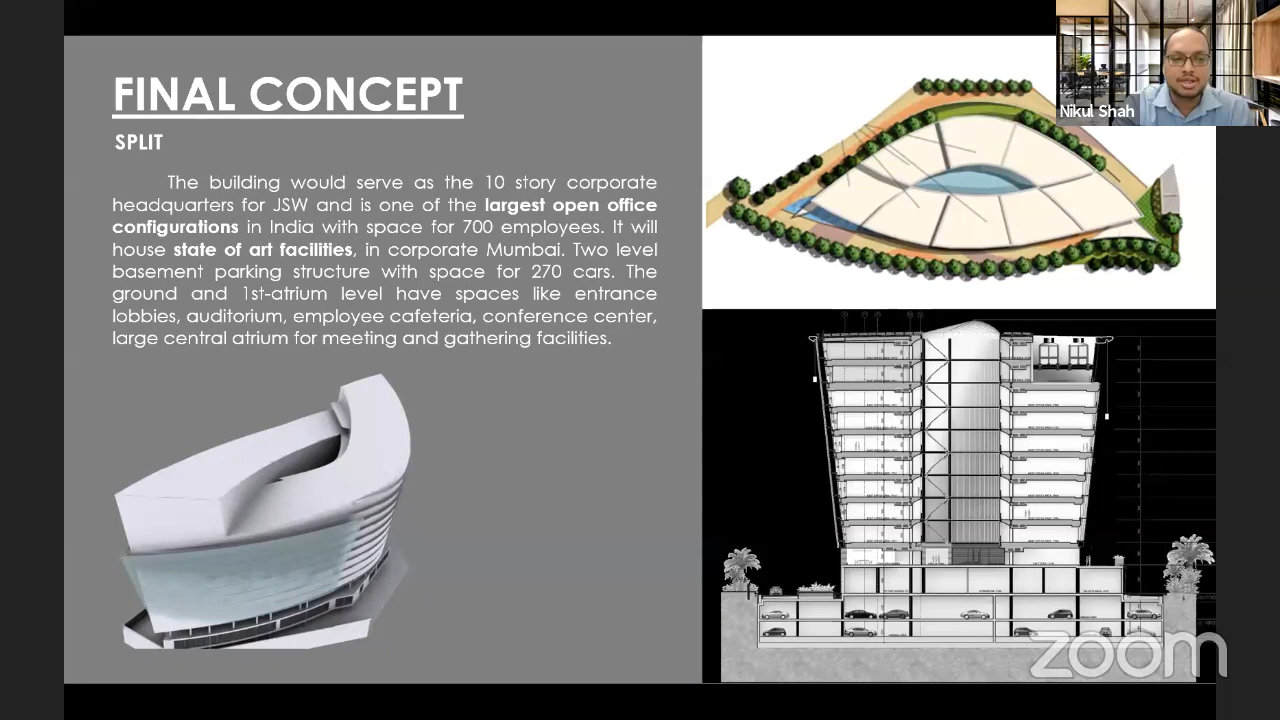 FINAL CONCEPT
SPLIT
The building would serve as the 10 story corporate
headquarters for JSW and is one of the largest open office
configurations in India with space for 700 employees. It will
house state of art facilities, in corporate Mumbai. Two level
basement parking structure with space for 270 cars. The
ground and 1st-atrium level have spaces like entrance
lobbies, auditorium, employee cafeteria, conference center,
large central atrium for meeting and gathering facilities.
Nikul Shah
zoom